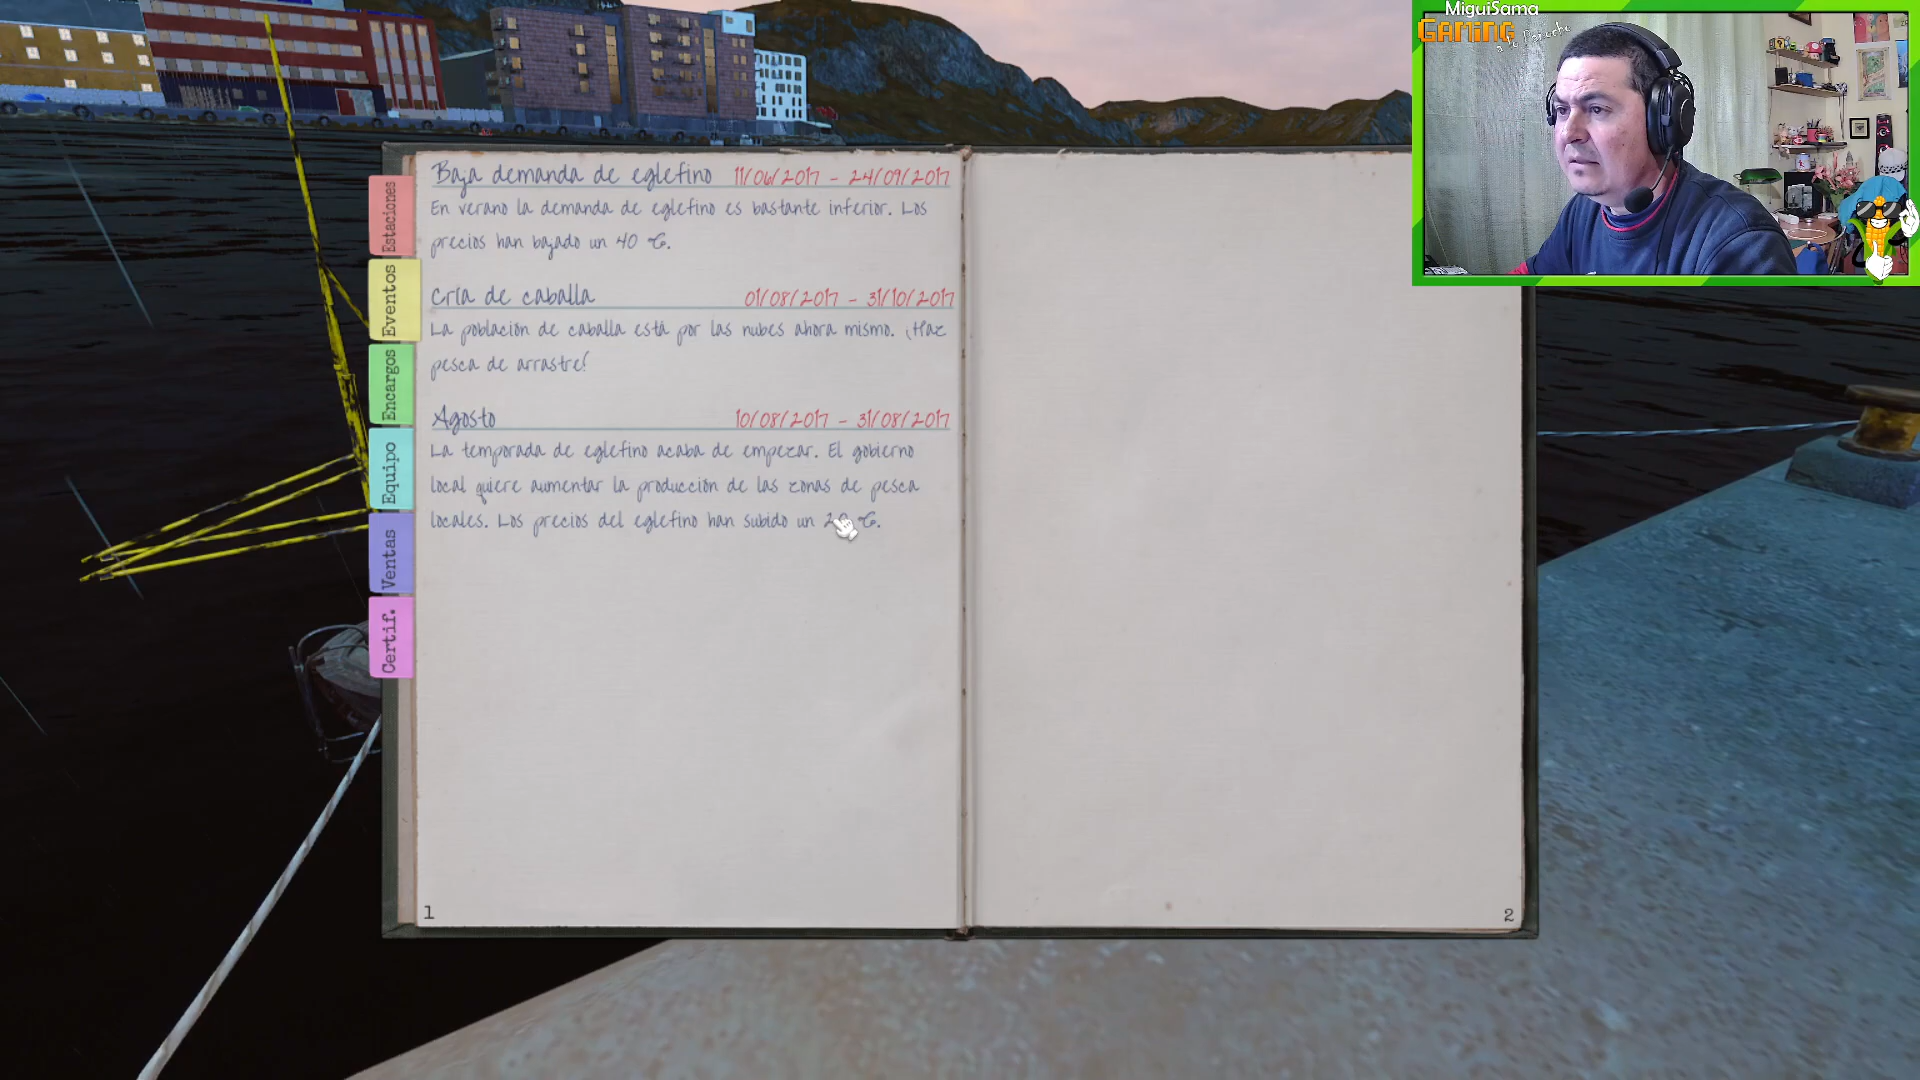 MiguiSama
GAMING
a la Pericote
Baja demanda de eglefino 11/06/2017 - 24/09/2017
En verano la demanda de eglefino es bastante inferior. Los
precios han bajado un 40 %.
Cría de caballa 01/08/2017 - 31/10/2017
La población de caballa está por las nubes ahora mismo. ¡Haz
pesca de arrastre!
Agosto 10/08/2017 - 31/08/2017
La temporada de eglefino acaba de empezar. El gobierno
local quiere aumentar la producción de las zonas de pesca
locales. Los precios del eglefino han subido un
Estaciones
Eventos
Encargos
Equipo
Ventas
Certif.
1
2